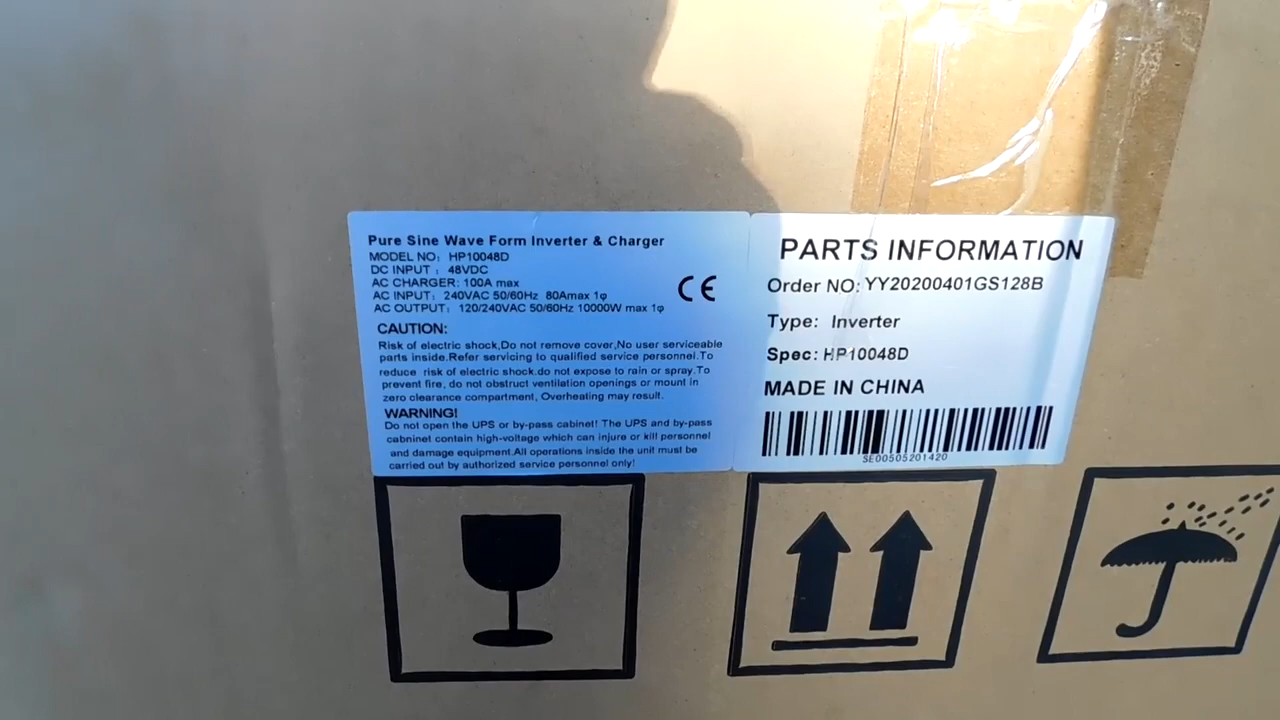 Pure Sine Wave Form Inverter & Charger
MODEL NO: HP10048D
DC INPUT : 48VDC
AC CHARGER: 100A max
AC INPUT: 240VAC 50/60Hz 80Amax 1φ
AC OUTPUT: 120/240VAC 50/60Hz 10000W max 1φ
CE
CAUTION:
Risk of electric shock,Do not remove cover,No user serviceable
parts inside.Refer servicing to qualified service personnel.To
reduce risk of electric shock.do not expose to rain or spray.To
prevent fire, do not obstruct ventilation openings or mount in
zero clearance compartment, Overheating may result.
WARNING!
Do not open the UPS or by-pass cabinet! The UPS and by-pass
cabninet contain high-voltage which can injure or kill personnel
and damage equipment.All operations inside the unit must be
carried out by authorized service personnel only!
PARTS INFORMATION
Order NO: YY20200401GS128B
Type: Inverter
Spec: HP10048D
MADE IN CHINA
SE00505201420